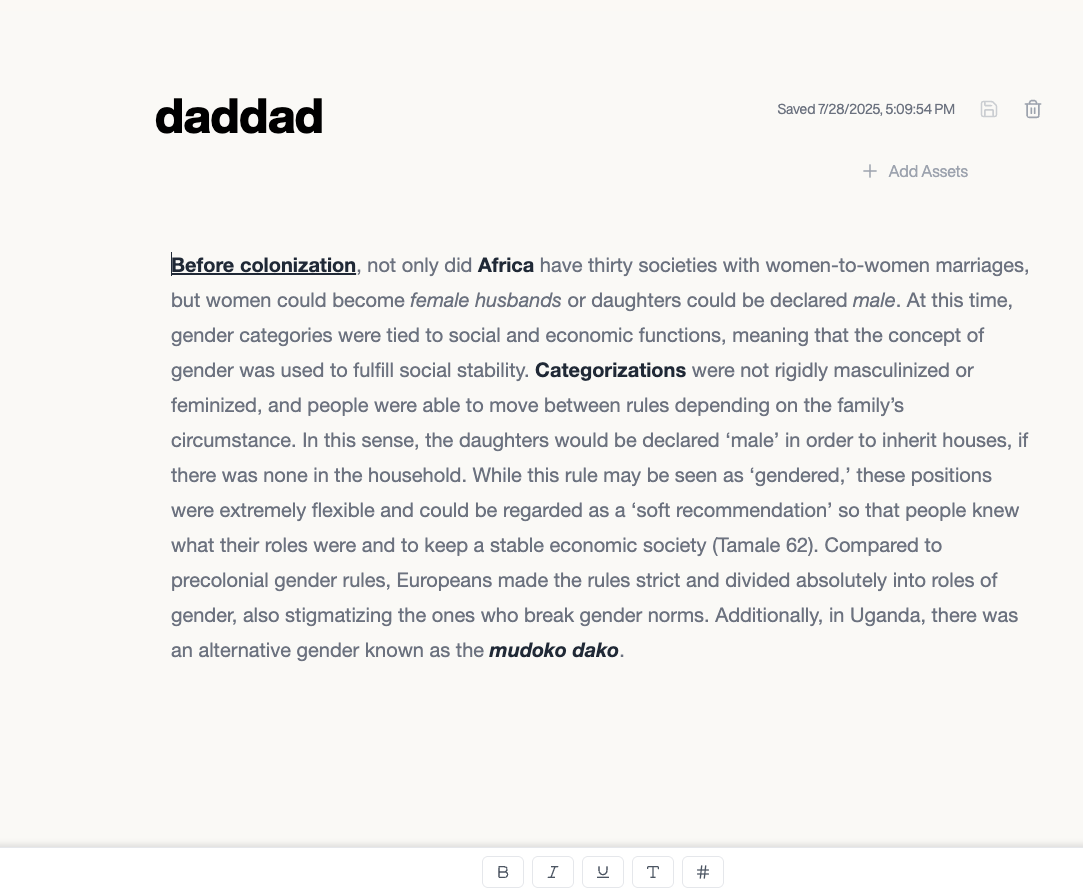 daddad
Saved 7/28/2025, 5:09:54 PM
Add Assets
Before colonization, not only did Africa have thirty societies with women-to-women marriages,
but women could become female husbands or daughters could be declared male. At this time,
gender categories were tied to social and economic functions, meaning that the concept of
gender was used to fulfill social stability. Categorizations were not rigidly masculinized or
feminized, and people were able to move between rules depending on the family’s
circumstance. In this sense, the daughters would be declared ‘male’ in order to inherit houses, if
there was none in the household. While this rule may be seen as ‘gendered,’ these positions
were extremely flexible and could be regarded as a ‘soft recommendation’ so that people knew
what their roles were and to keep a stable economic society (Tamale 62). Compared to
precolonial gender rules, Europeans made the rules strict and divided absolutely into roles of
gender, also stigmatizing the ones who break gender norms. Additionally, in Uganda, there was
an alternative gender known as the mudoko dako.
B I U T #